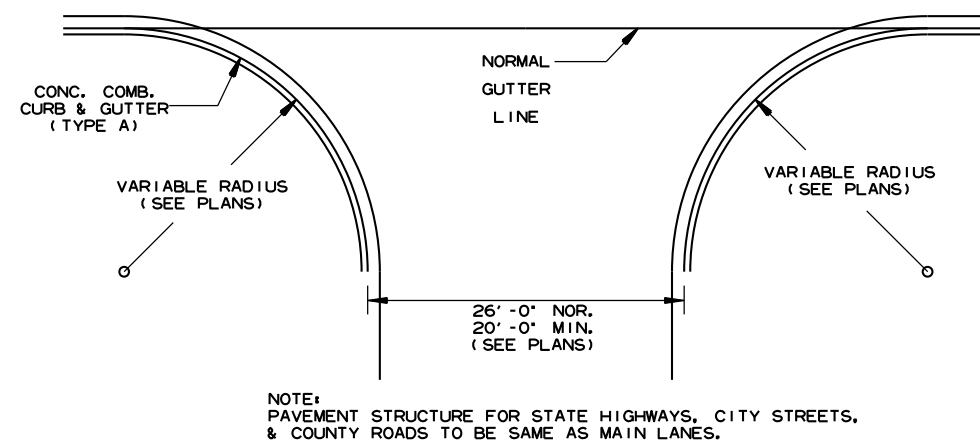 NORMAL
GUTTER
LINE
CONC. COMB.
CURB & GUTTER
(TYPE A)
VARIABLE RADIUS
(SEE PLANS)
VARIABLE RADIUS
(SEE PLANS)
26'-0" NOR.
20'-0" MIN.
(SEE PLANS)
NOTE:
PAVEMENT STRUCTURE FOR STATE HIGHWAYS, CITY STREETS,
& COUNTY ROADS TO BE SAME AS MAIN LANES.